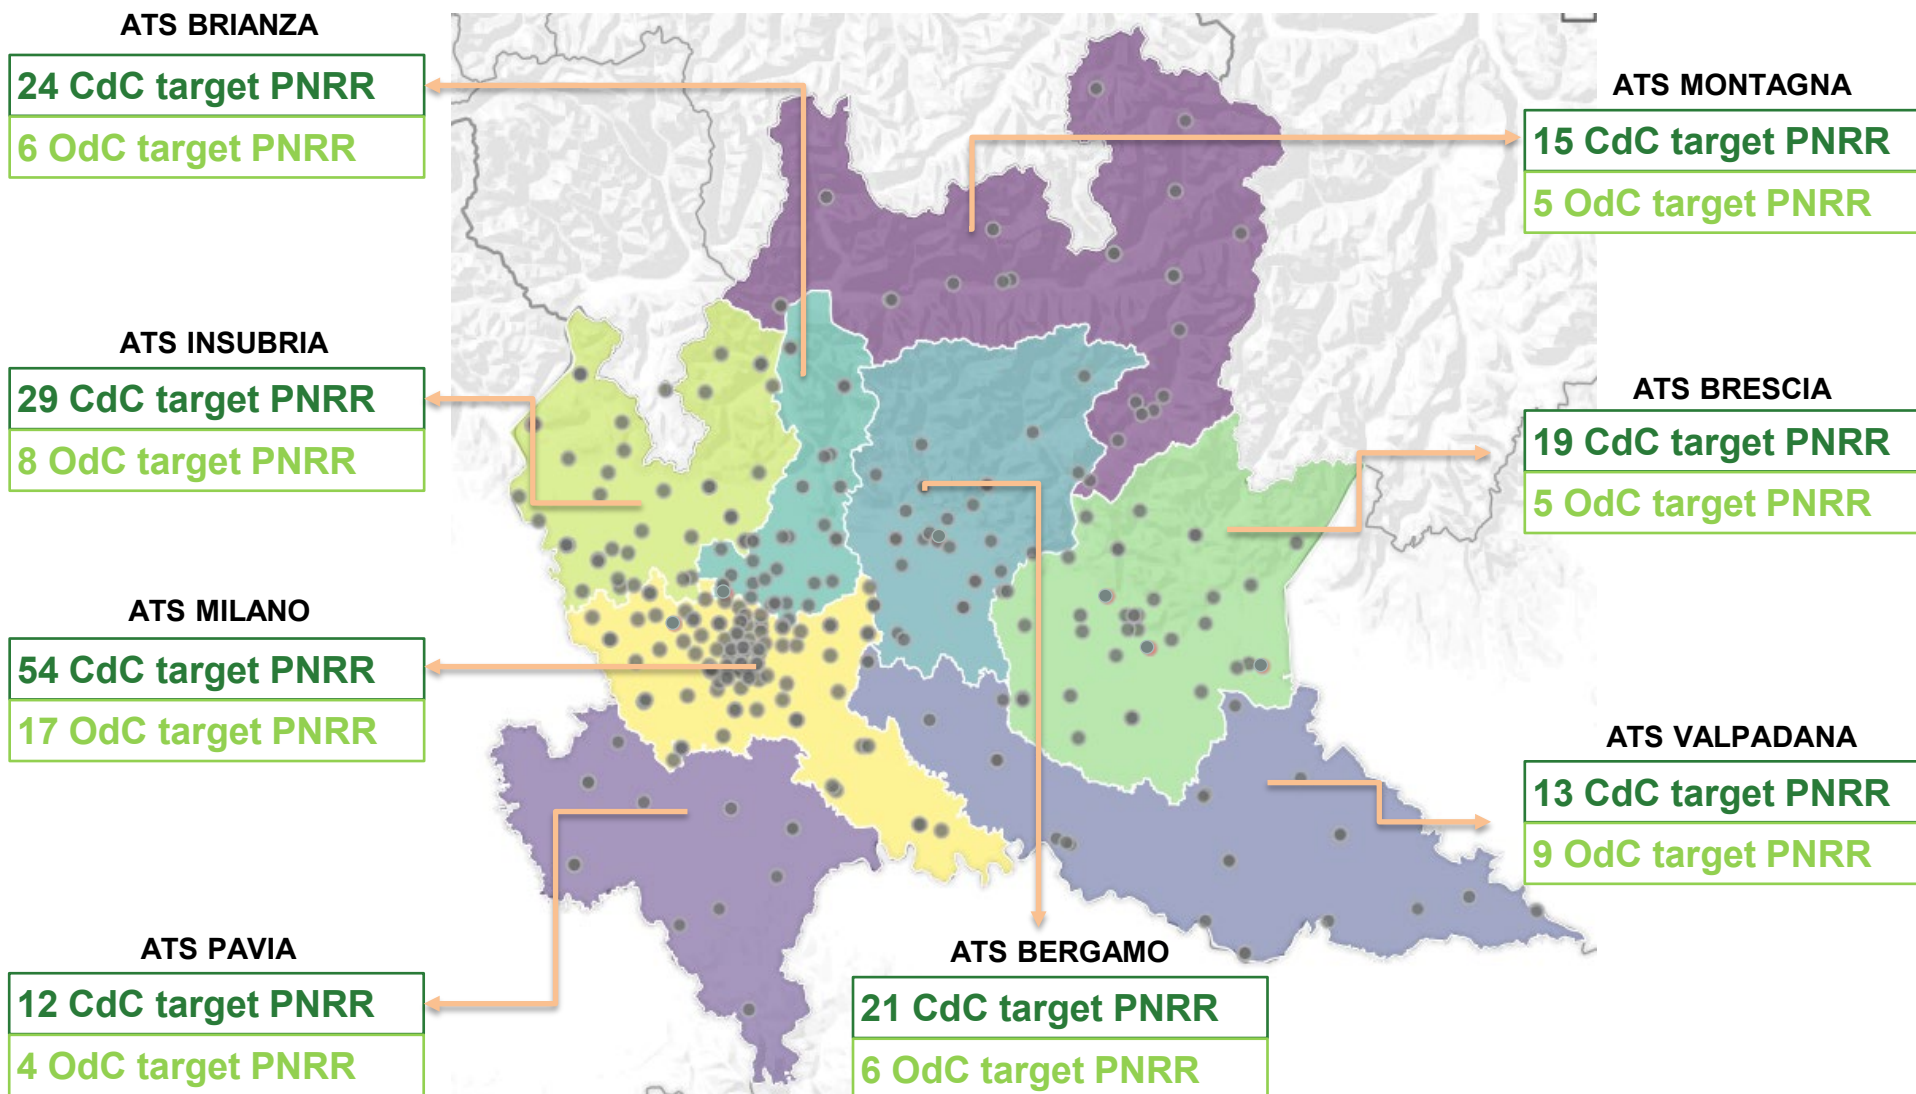 ATS BRIANZA
24 CdC target PNRR
6 OdC target PNRR
ATS MONTAGNA
15 CdC target PNRR
5 OdC target PNRR
ATS INSUBRIA
29 CdC target PNRR
8 OdC target PNRR
ATS BRESCIA
19 CdC target PNRR
5 OdC target PNRR
ATS MILANO
54 CdC target PNRR
17 OdC target PNRR
ATS VALPADANA
13 CdC target PNRR
9 OdC target PNRR
ATS PAVIA
12 CdC target PNRR
4 OdC target PNRR
ATS BERGAMO
21 CdC target PNRR
6 OdC target PNRR